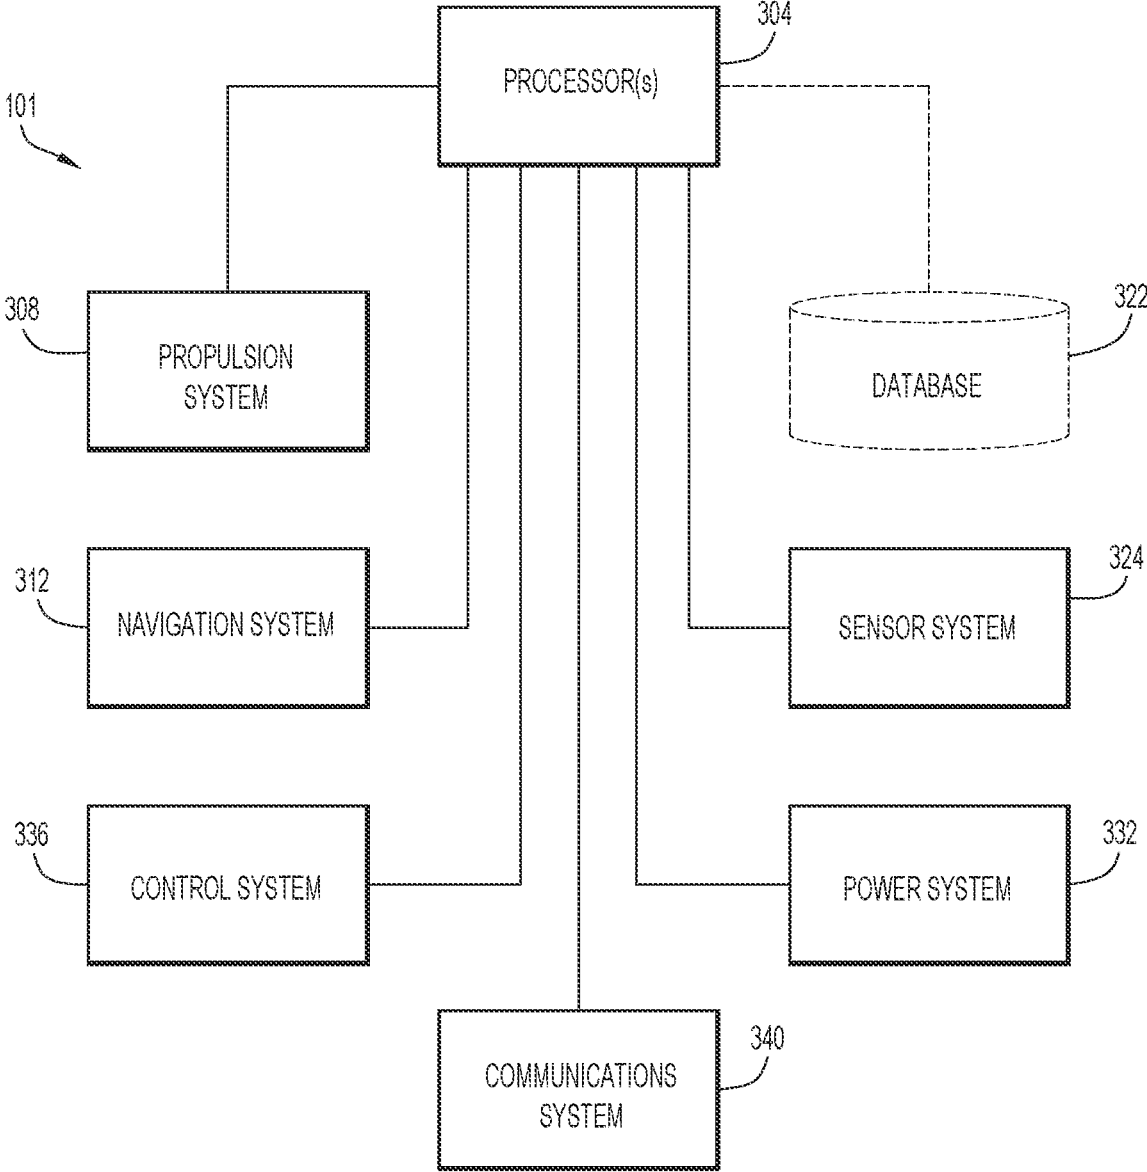 304
PROCESSOR(s)
101
308
PROPULSION
SYSTEM
322
DATABASE
312
NAVIGATION SYSTEM
324
SENSOR SYSTEM
336
CONTROL SYSTEM
332
POWER SYSTEM
340
COMMUNICATIONS
SYSTEM